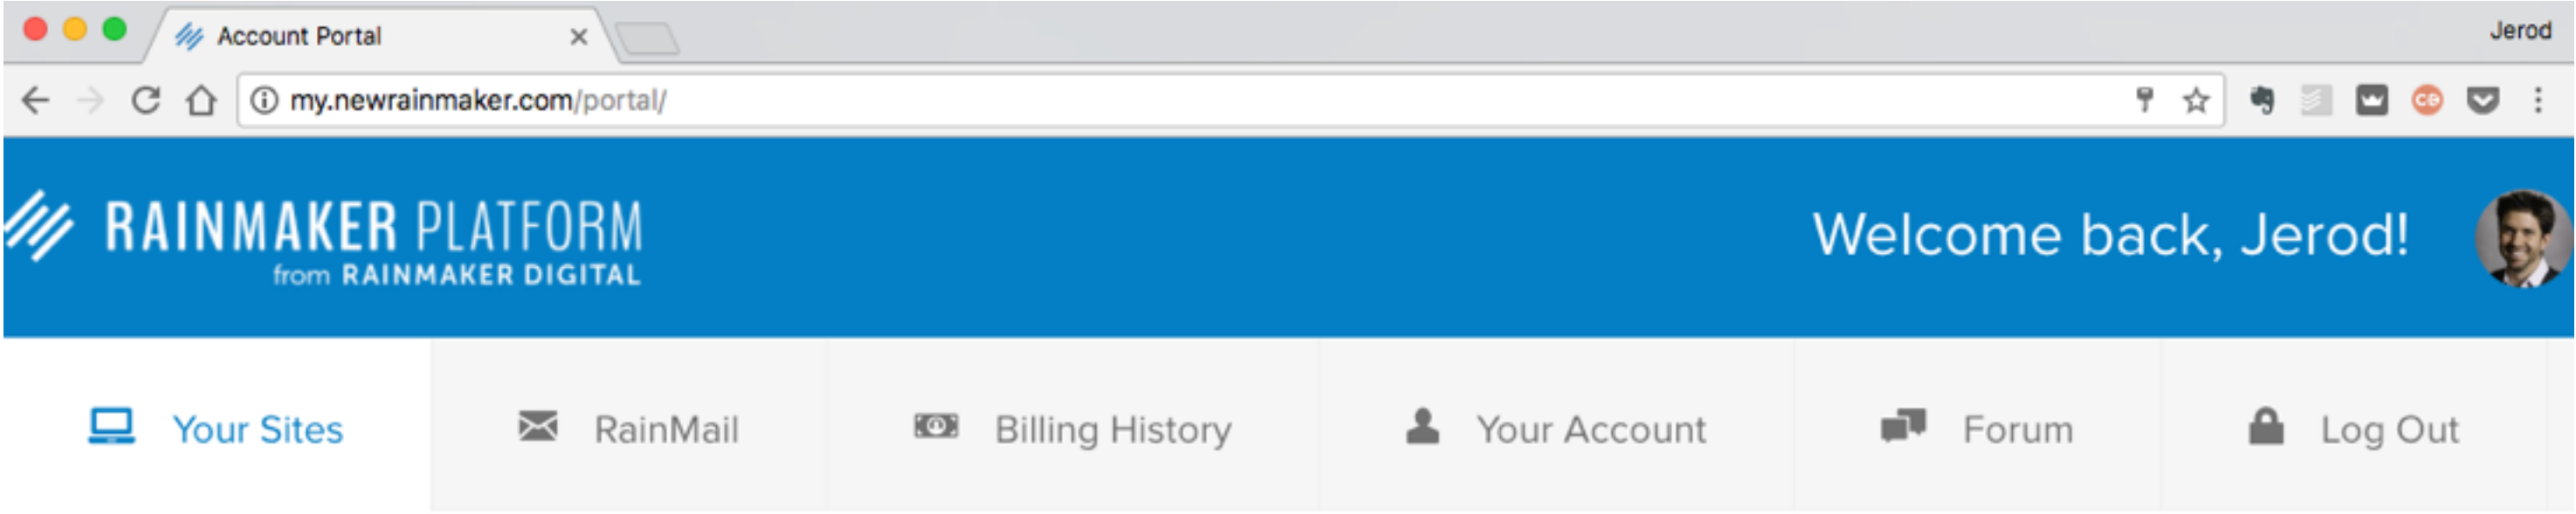 Account Portal
Jerod
my.newrainmaker.com/portal/
RAINMAKER PLATFORM
from RAINMAKER DIGITAL
Welcome back, Jerod!
Your Sites
RainMail
Billing History
Your Account
Forum
Log Out